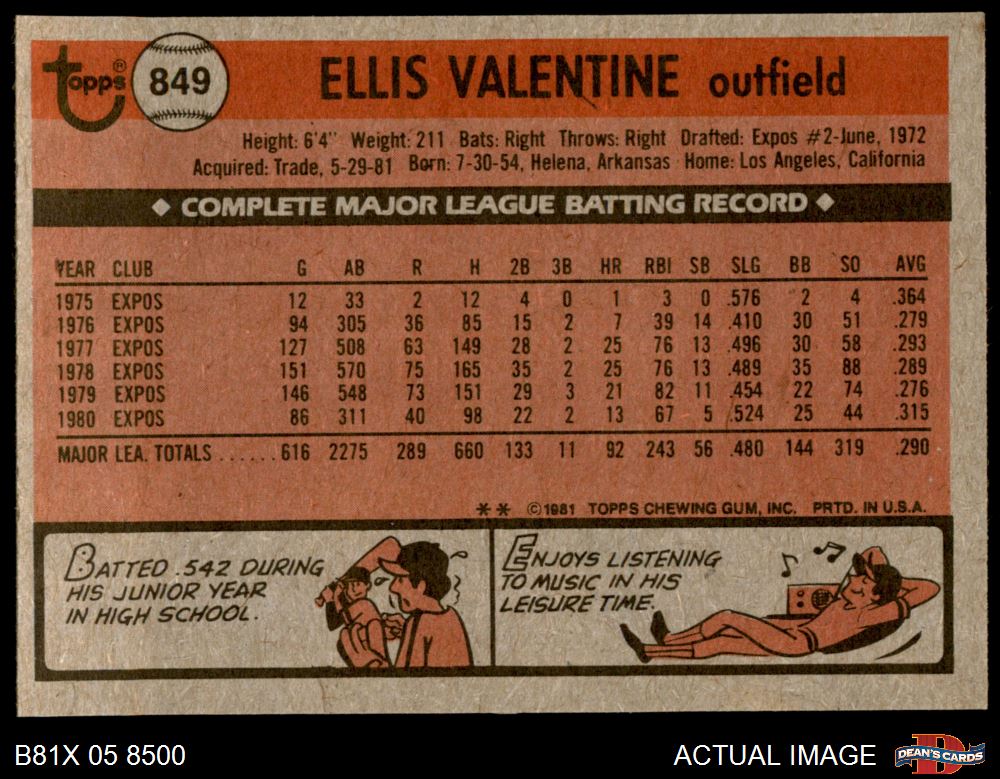 topps® 849 ELLIS VALENTINE outfield
Height: 6'4" Weight: 211 Bats: Right Throws: Right Drafted: Expos #2-June, 1972
Acquired: Trade, 5-29-81 Born: 7-30-54, Helena, Arkansas Home: Los Angeles, California
◆ COMPLETE MAJOR LEAGUE BATTING RECORD ◆
YEAR CLUB G AB R H 2B 3B HR RBI SB SLG BB SO AVG
1975 EXPOS 12 33 2 12 4 0 1 3 0 .576 2 4 .364
1976 EXPOS 94 305 36 85 15 2 7 39 14 .410 30 51 .279
1977 EXPOS 127 508 63 149 28 2 25 76 13 .496 30 58 .293
1978 EXPOS 151 570 75 165 35 2 25 76 13 .489 35 88 .289
1979 EXPOS 146 548 73 151 29 3 21 82 11 .454 22 74 .276
1980 EXPOS 86 311 40 98 22 2 13 67 5 .524 25 44 .315
MAJOR LEA. TOTALS ...... 616 2275 289 660 133 11 92 243 56 .480 144 319 .290
** ©1981 TOPPS CHEWING GUM, INC. PRTD. IN U.S.A.
BATTED .542 DURING
HIS JUNIOR YEAR
IN HIGH SCHOOL.
ENJOYS LISTENING
TO MUSIC IN HIS
LEISURE TIME.
B81X 05 8500 ACTUAL IMAGE DEAN'S CARDS